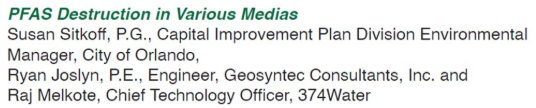 PFAS Destruction in Various Medias
Susan Sitkoff, P.G., Capital Improvement Plan Division Environmental
Manager, City of Orlando,
Ryan Joslyn, P.E., Engineer, Geosyntec Consultants, Inc. and
Raj Melkote, Chief Technology Officer, 374Water